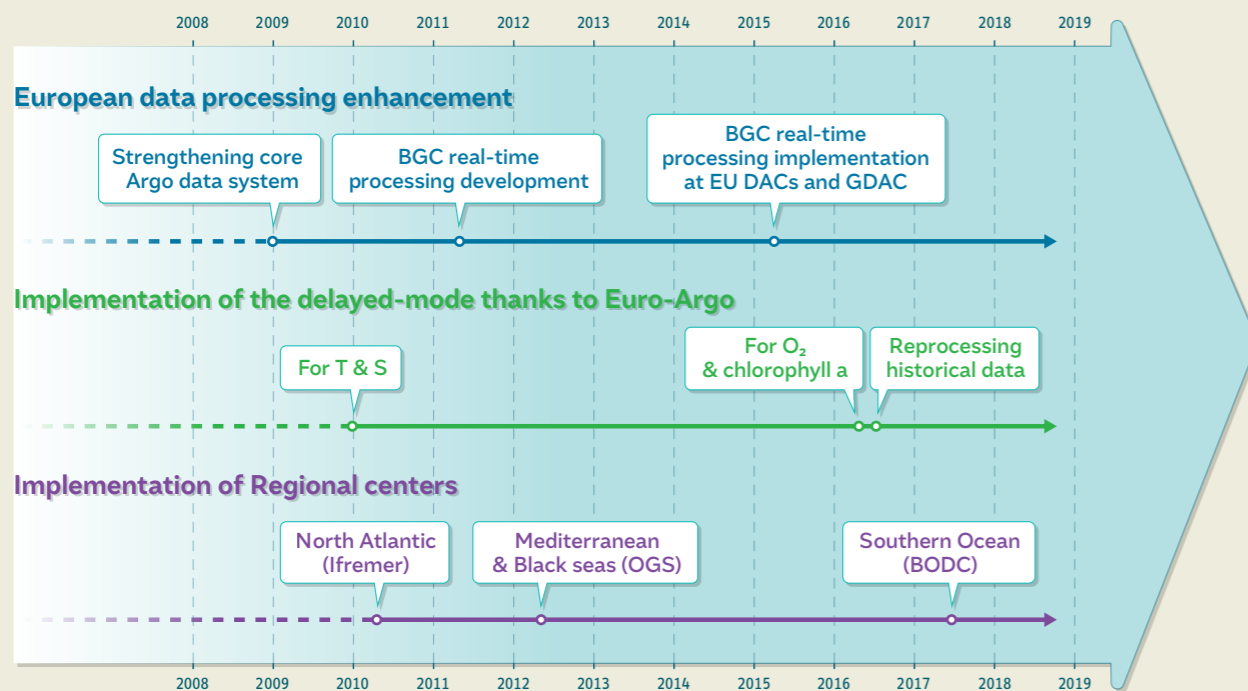 2008 2009 2010 2011 2012 2013 2014 2015 2016 2017 2018 2019
European data processing enhancement
Strengthening core
Argo data system
BGC real-time
processing development
BGC real-time
processing implementation
at EU DACs and GDAC
Implementation of the delayed-mode thanks to Euro-Argo
For T & S
For O₂
& chlorophyll a
Reprocessing
historical data
Implementation of Regional centers
North Atlantic
(Ifremer)
Mediterranean
& Black seas (OGS)
Southern Ocean
(BODC)
2008 2009 2010 2011 2012 2013 2014 2015 2016 2017 2018 2019